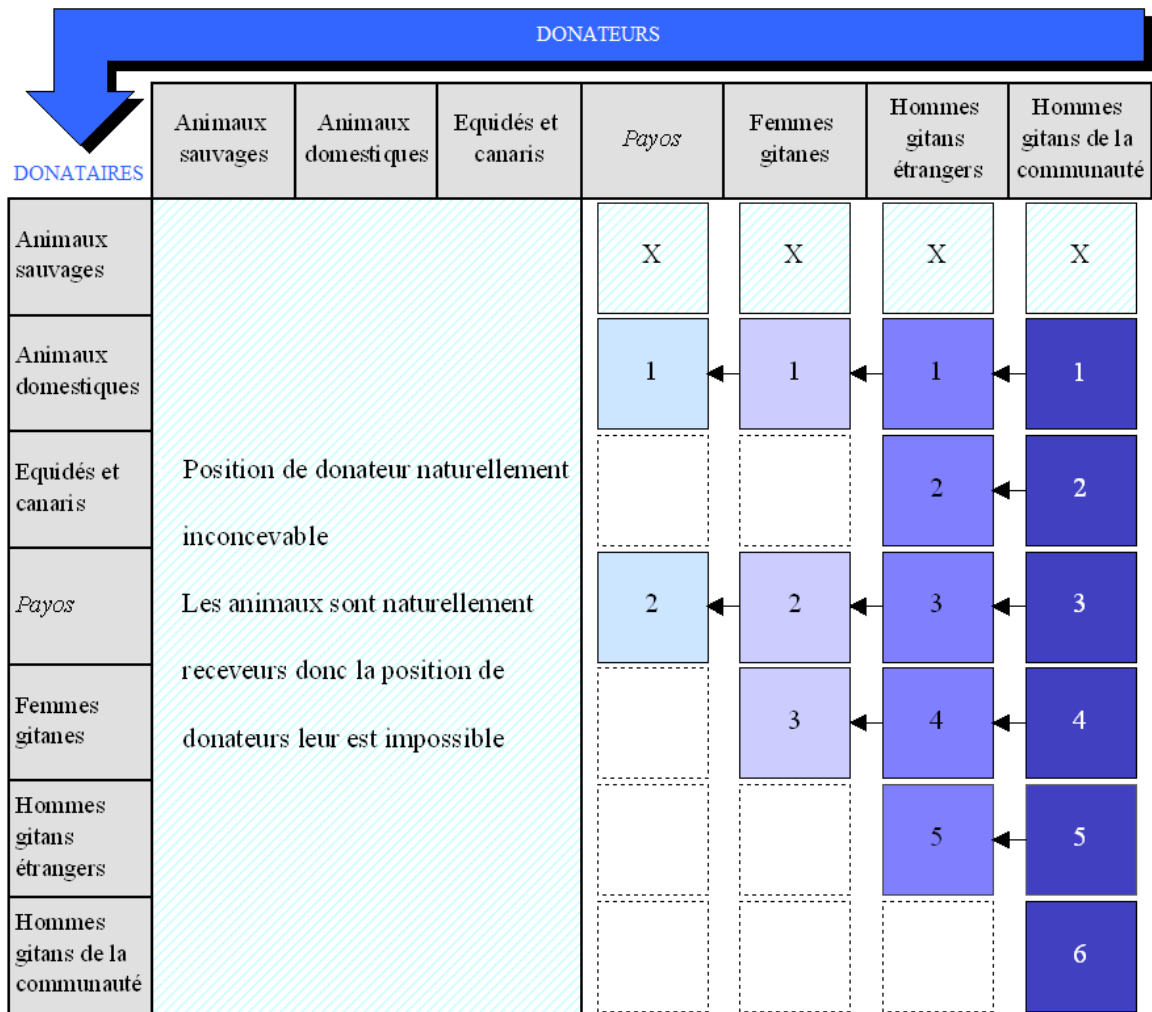 DONATEURS
DONATAIRES
Animaux
sauvages
Animaux
domestiques
Equidés et
canaris
Payos
Femmes
gitanes
Hommes
gitans
étrangers
Hommes
gitans de la
communauté
Animaux
sauvages
X X X X
Animaux
domestiques
1 1 1 1
Equidés et
canaris
2 2
Payos
2 2 3 3
Femmes
gitanes
3 4 4
Hommes
gitans
étrangers
5 5
Hommes
gitans de la
communauté
6
Position de donateur naturellement
inconcevable
Les animaux sont naturellement
receveurs donc la position de
donateurs leur est impossible